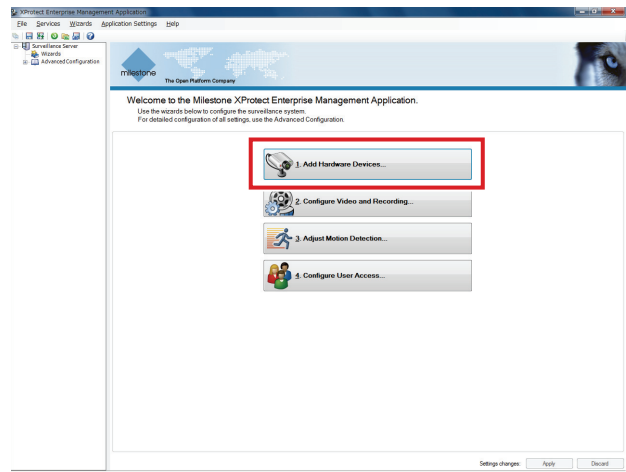 XProtect Enterprise Management Application
File Services Wizards Application Settings Help
Surveillance Server
Wizards
Advanced Configuration
milestone
The Open Platform Company
Welcome to the Milestone XProtect Enterprise Management Application.
Use the wizards below to configure the surveillance system.
For detailed configuration of all settings, use the Advanced Configuration.
1. Add Hardware Devices...
2. Configure Video and Recording...
3. Adjust Motion Detection...
4. Configure User Access...
Settings changes: Apply Discard